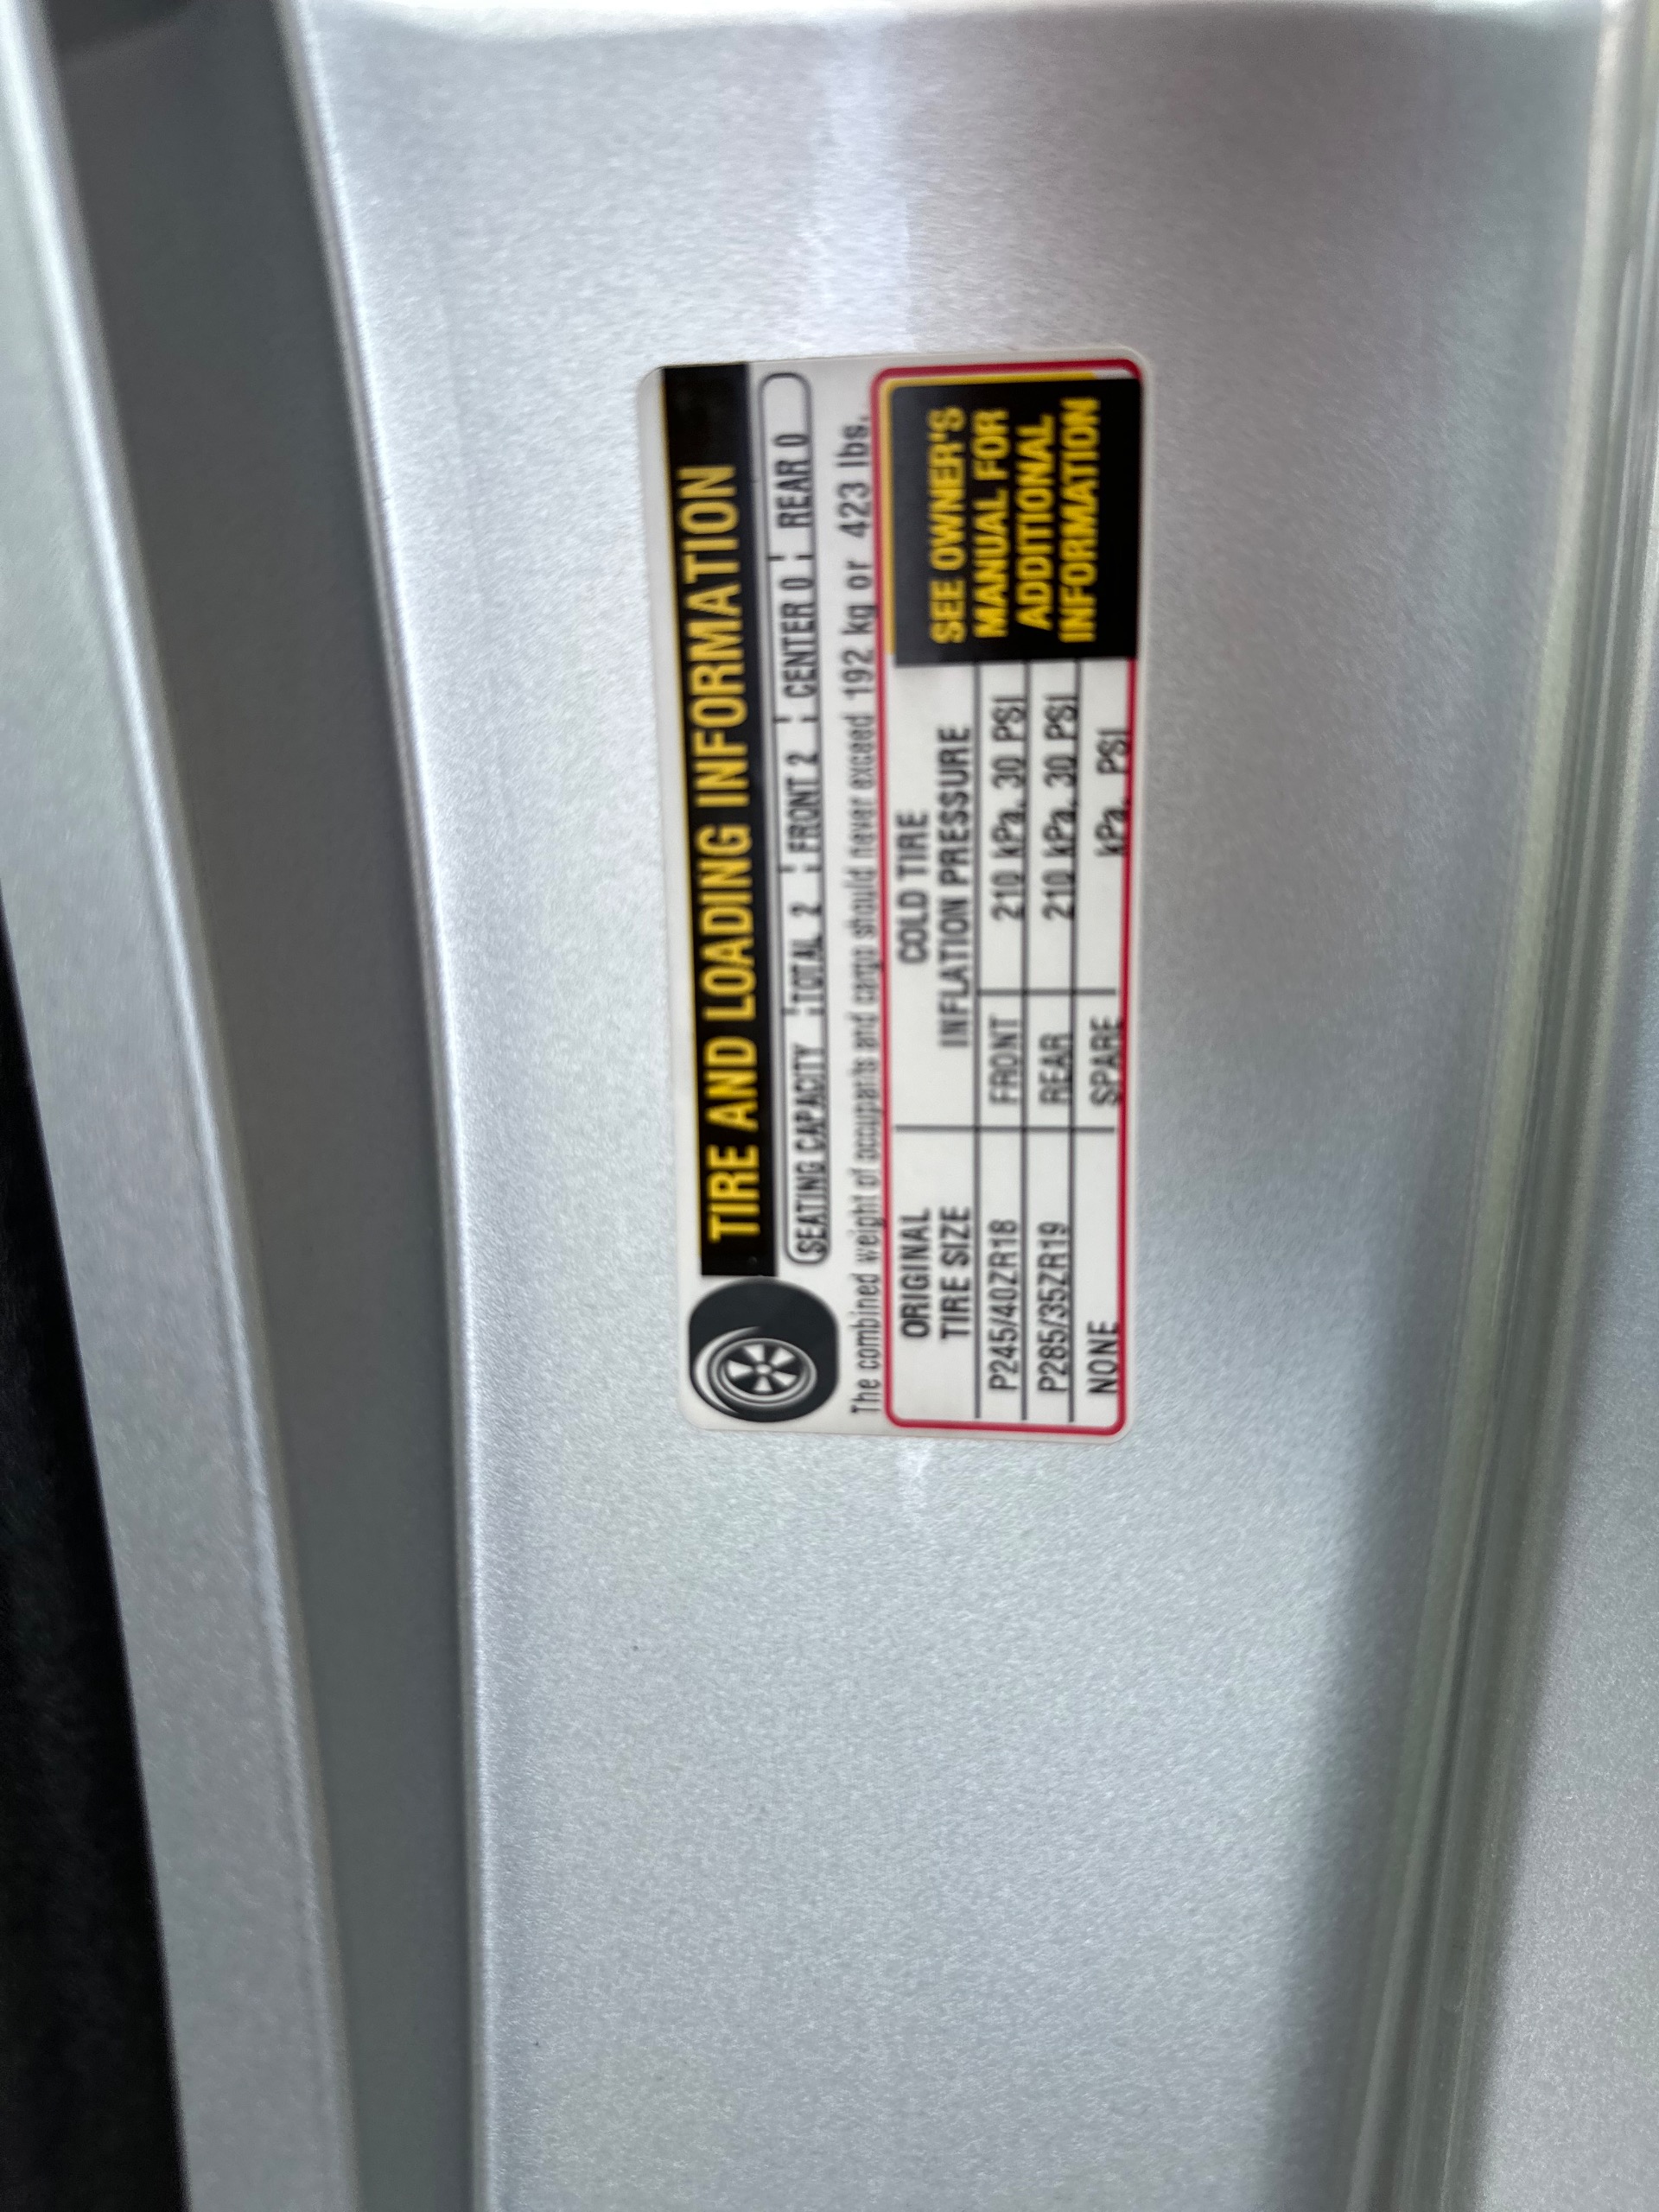 TIRE AND LOADING INFORMATION
SEATING CAPACITY TOTAL 2 FRONT 2 CENTER 0 REAR 0
The combined weight of occupants and cargo should never exceed 192 kg or 423 lbs.
ORIGINAL
TIRE SIZE
COLD TIRE
INFLATION PRESSURE
P245/40ZR18 FRONT 210 kPa, 30 PSI
P285/35ZR19 REAR 210 kPa, 30 PSI
NONE SPARE kPa, PSI
SEE OWNER'S
MANUAL FOR
ADDITIONAL
INFORMATION